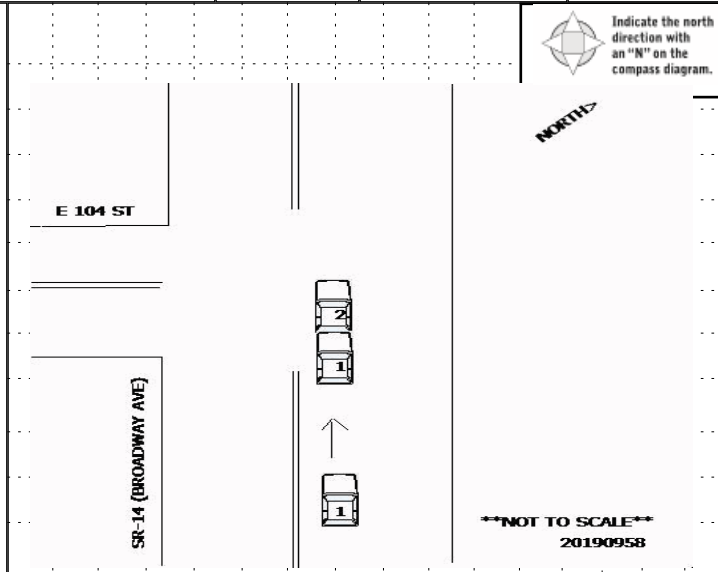 Indicate the north
direction with
an “N” on the
compass diagram.
NORTH>
E 104 ST
2
1
SR-14 (BROADWAY AVE)
1
**NOT TO SCALE**
20190958